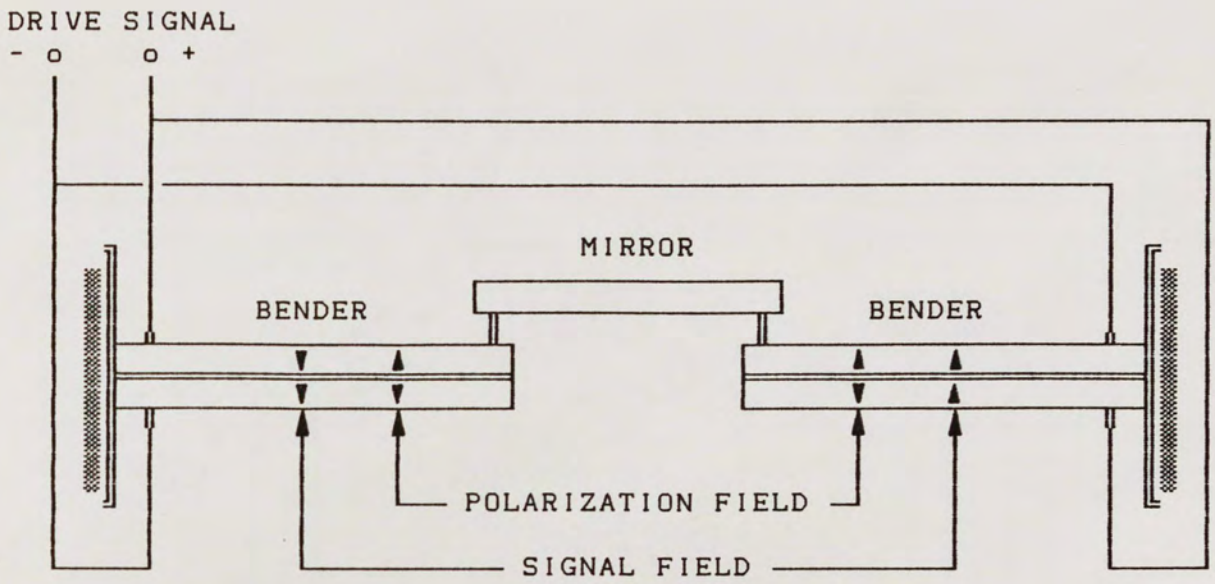 DRIVE SIGNAL
- o o +
MIRROR
BENDER
BENDER
POLARIZATION FIELD
SIGNAL FIELD